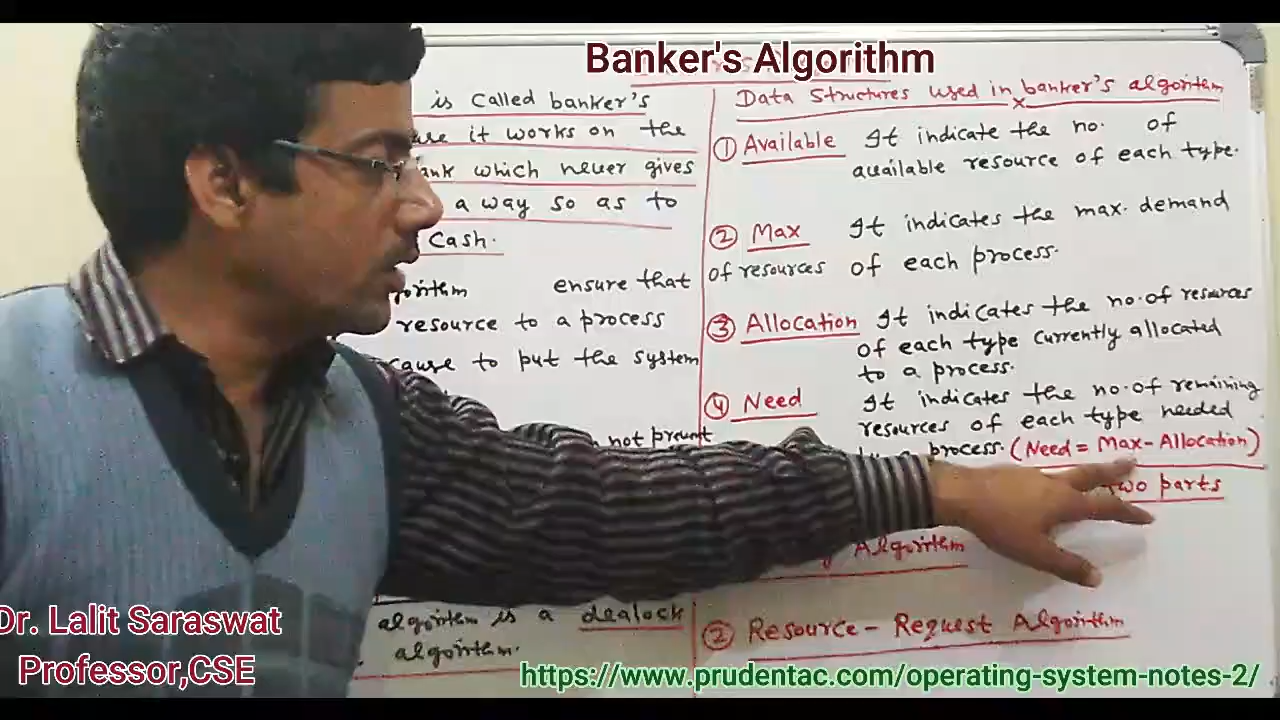 Banker's Algorithm
is called banker's
it works on the
which never gives
a way so as to
Cash.
ensure that
resource to a process
cause to put the system
not prevent
algorithm is a dealock
algorithm.
Data Structures used in banker's algorithm
① Available It indicate the no. of
available resource of each type.
② Max It indicates the max. demand
of resources of each process.
③ Allocation It indicates the no. of resources
of each type currently allocated
to a process.
④ Need It indicates the no. of remaining
resources of each type needed
process. (Need = Max - Allocation)
two parts
Algorithm
② Resource - Request Algorithm
Dr. Lalit Saraswat
Professor,CSE
https://www.prudentac.com/operating-system-notes-2/